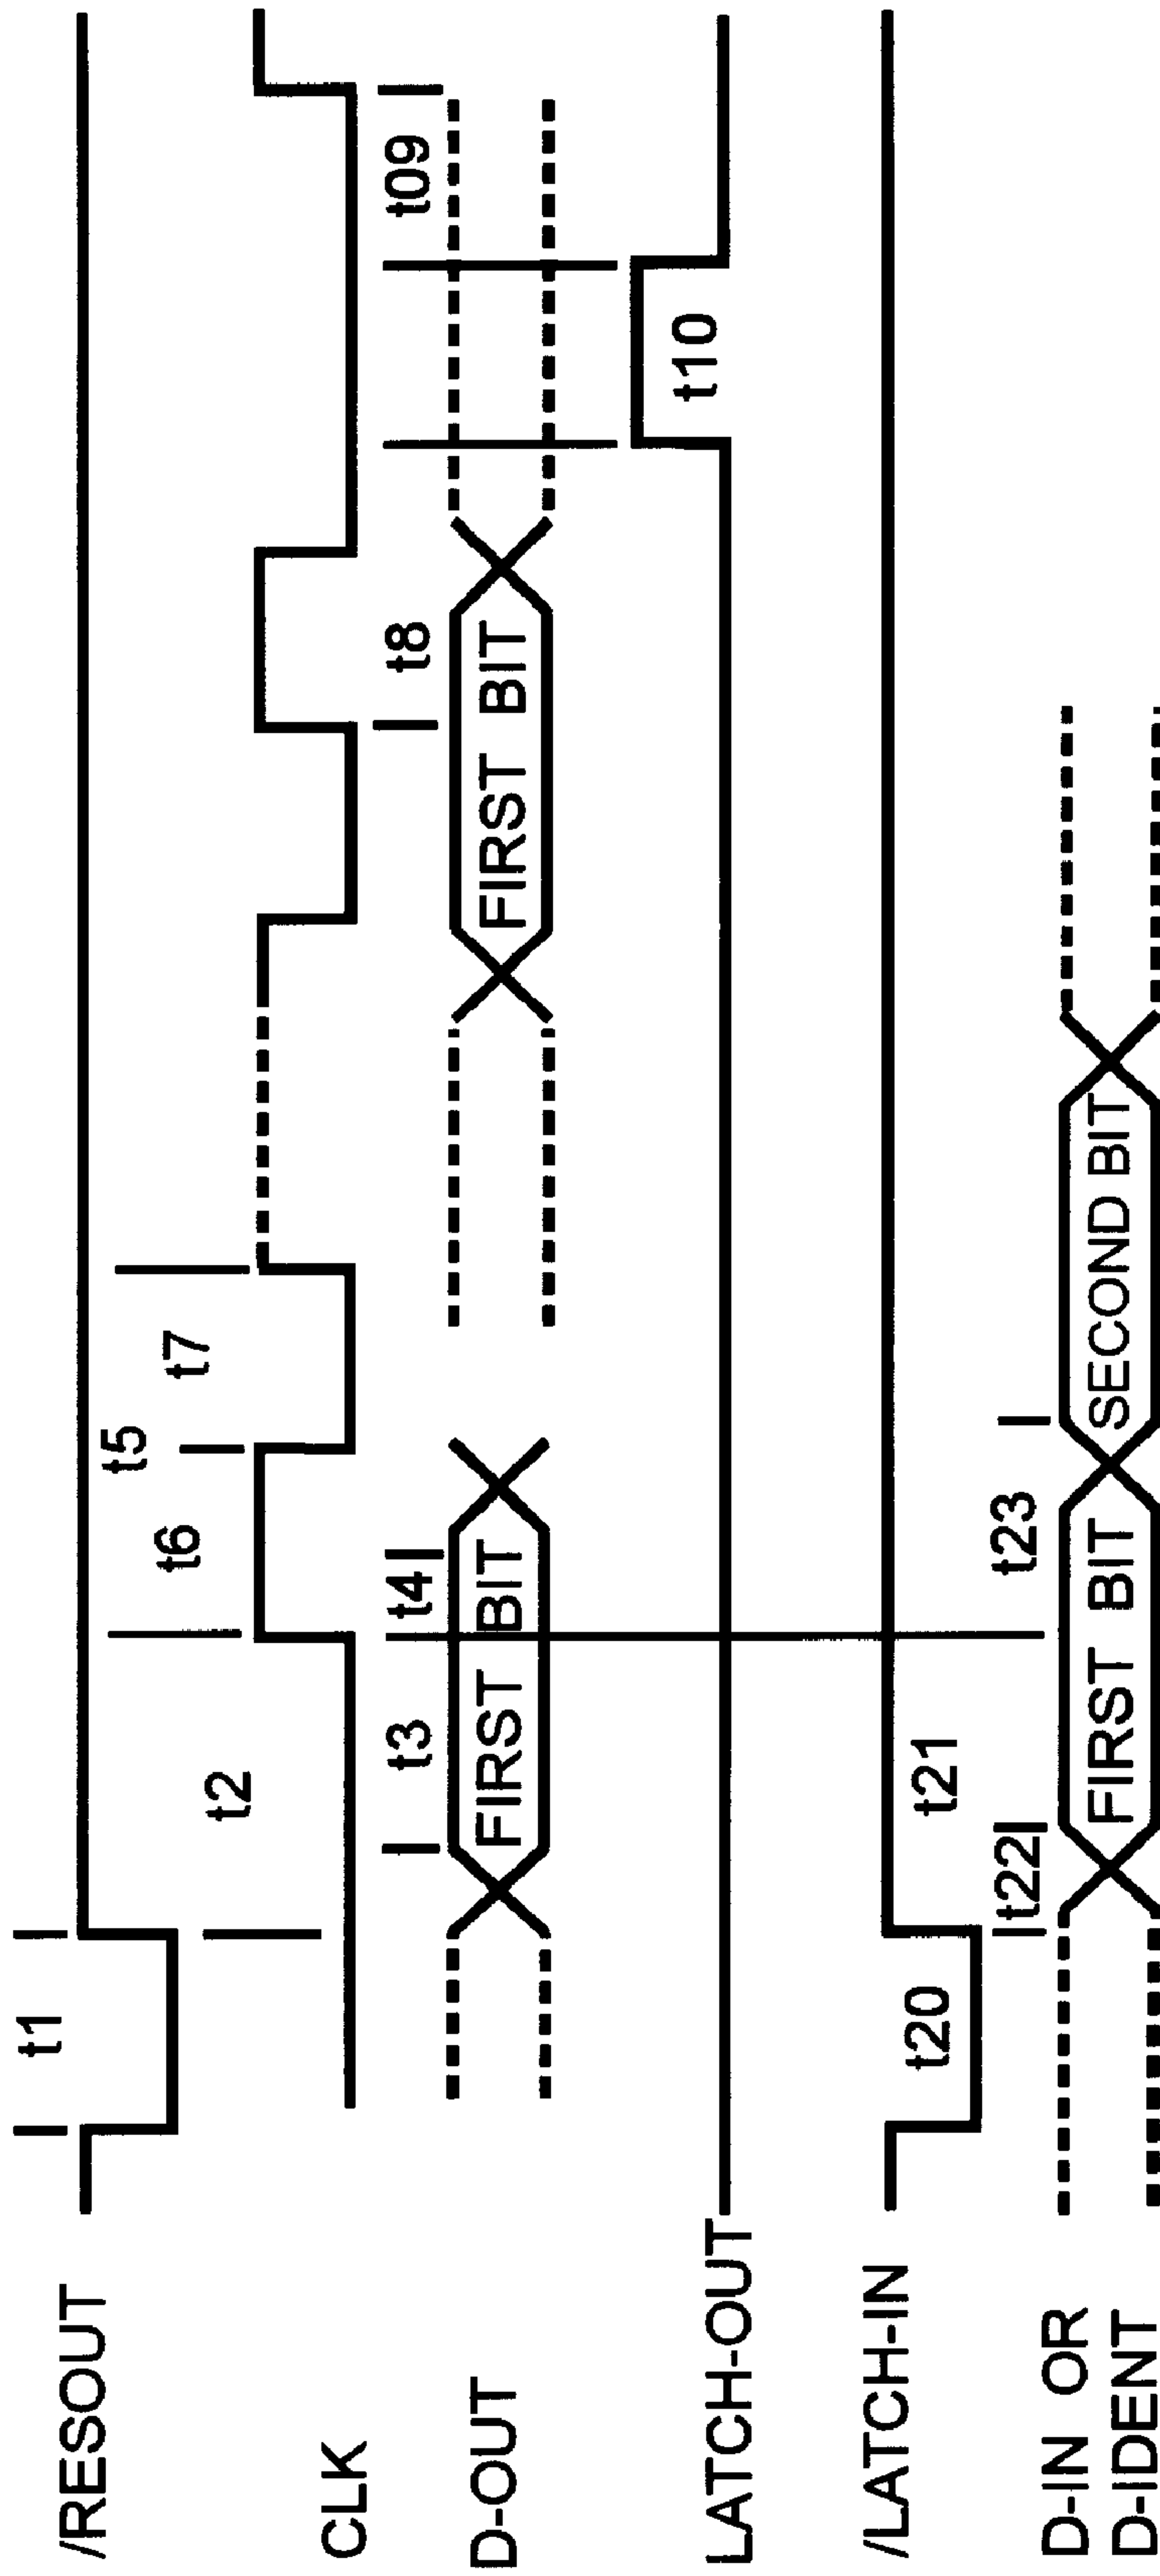 /RESOUT
t1
t5
t6
t7
CLK
t2
t3
t4
t8
t09
D-OUT
FIRST BIT
FIRST BIT
LATCH-OUT
t10
/LATCH-IN
t20
t21
t22
t23
D-IN OR
D-IDENT
FIRST BIT
SECOND BIT